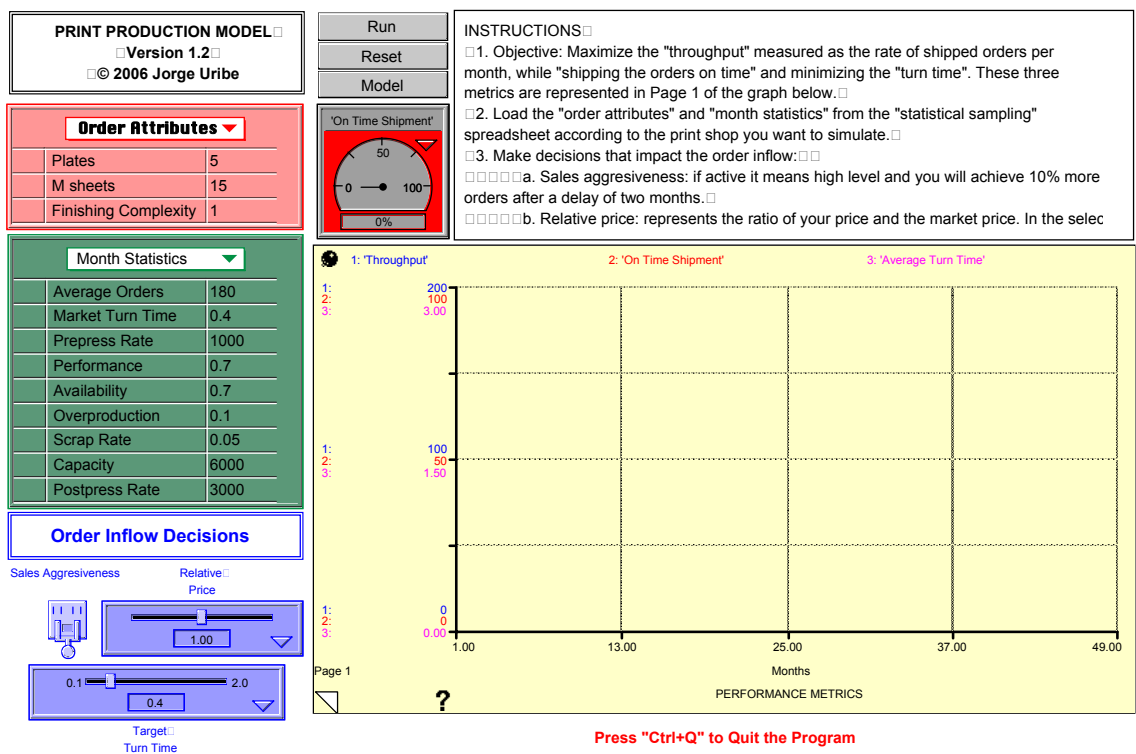 PRINT PRODUCTION MODEL
Version 1.2
© 2006 Jorge Uribe
Run
Reset
Model
INSTRUCTIONS
1. Objective: Maximize the "throughput" measured as the rate of shipped orders per
month, while "shipping the orders on time" and minimizing the "turn time". These three
metrics are represented in Page 1 of the graph below.
2. Load the "order attributes" and "month statistics" from the "statistical sampling"
spreadsheet according to the print shop you want to simulate.
3. Make decisions that impact the order inflow:
a. Sales aggresiveness: if active it means high level and you will achieve 10% more
orders after a delay of two months.
b. Relative price: represents the ratio of your price and the market price. In the selec
Order Attributes
Plates 5
M sheets 15
Finishing Complexity 1
'On Time Shipment'
50
0
100
0%
Month Statistics
Average Orders 180
Market Turn Time 0.4
Prepress Rate 1000
Performance 0.7
Availability 0.7
Overproduction 0.1
Scrap Rate 0.05
Capacity 6000
Postpress Rate 3000
Order Inflow Decisions
Sales Aggresiveness
Relative
Price
1.00
0.1
2.0
0.4
Target
Turn Time
1: 'Throughput' 2: 'On Time Shipment' 3: 'Average Turn Time'
1: 200
2: 100
3: 3.00
1: 100
2: 50
3: 1.50
1: 0
2: 0
3: 0.00
1.00 13.00 25.00 37.00 49.00
Page 1
Months
?
PERFORMANCE METRICS
Press "Ctrl+Q" to Quit the Program